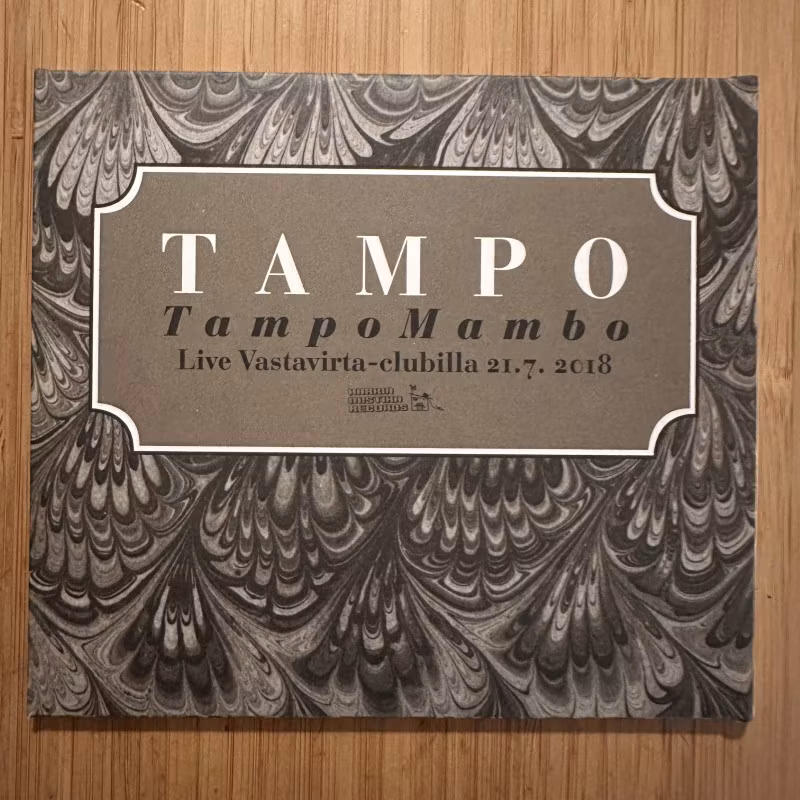 TAMPO
TampoMambo
Live Vastavirta-clubilla 21.7. 2018
RECORDS